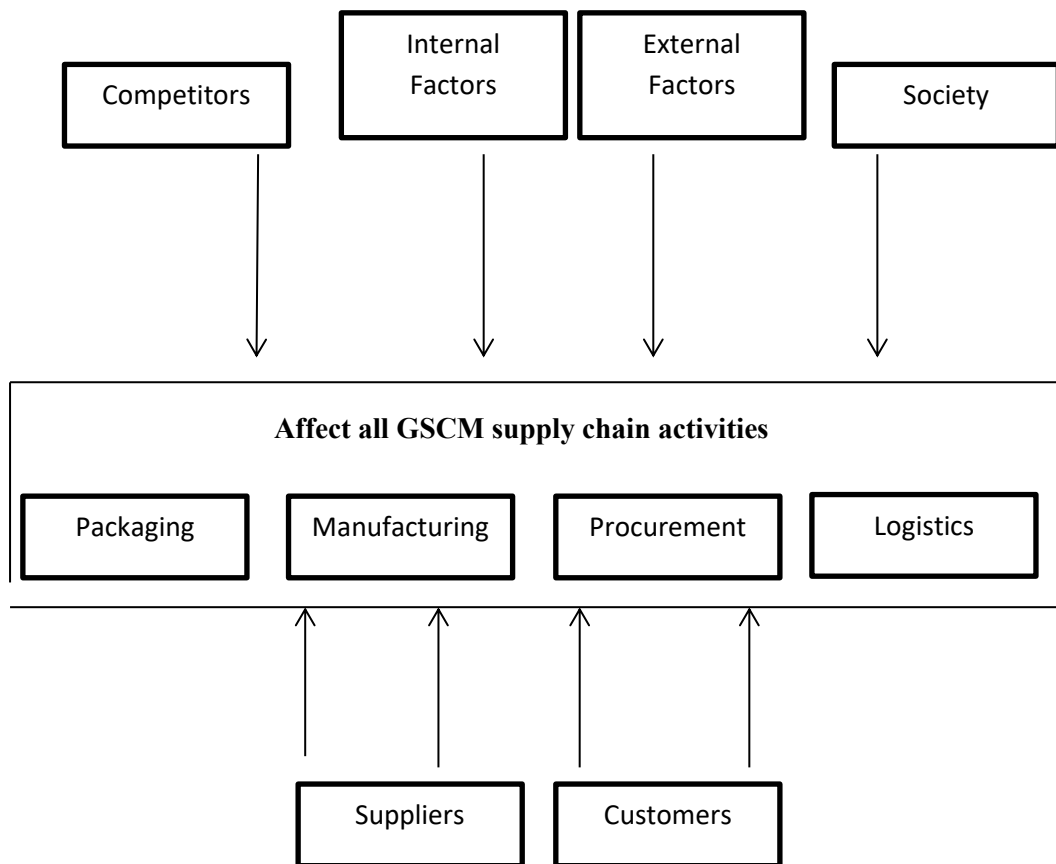 Internal
Factors
External
Factors
Competitors
Society
Affect all GSCM supply chain activities
Packaging
Manufacturing
Procurement
Logistics
Suppliers
Customers